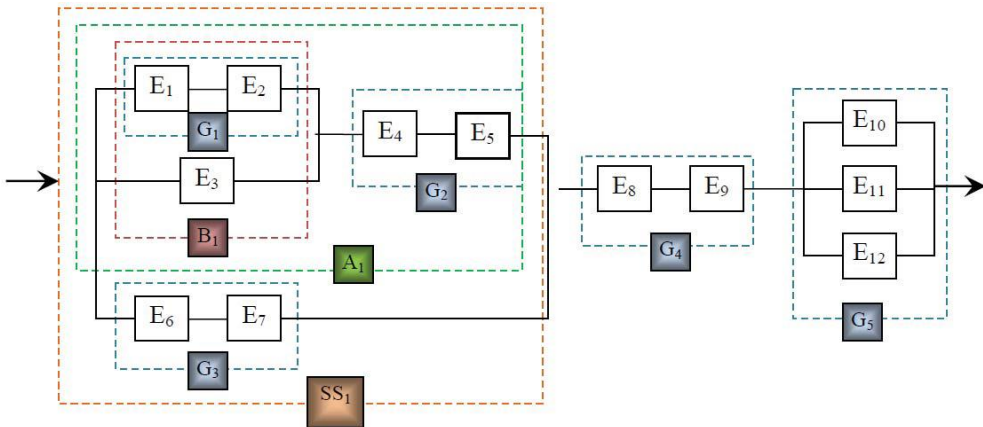 E₁ E₂
G₁
E₃
B₁
E₄ E₅
G₂
A₁
E₆ E₇
G₃
SS₁
E₈ E₉
G₄
E₁₀
E₁₁
E₁₂
G₅